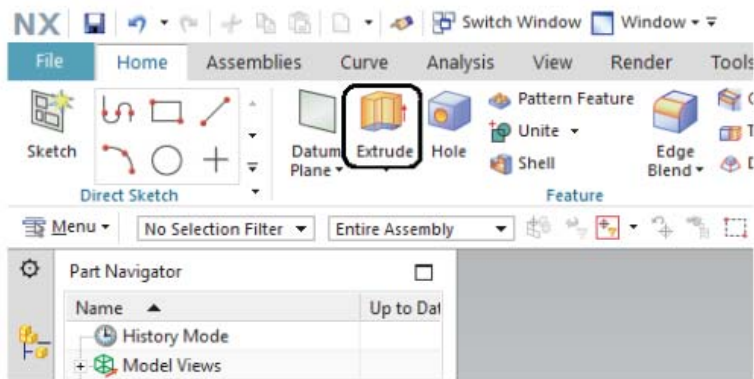 NX Switch Window Window
File Home Assemblies Curve Analysis View Render Tools
Sketch Datum Plane Extrude Hole Pattern Feature Unite Shell Edge Blend
Direct Sketch Feature
Menu No Selection Filter Entire Assembly
Part Navigator
Name Up to Dat
History Mode
Model Views